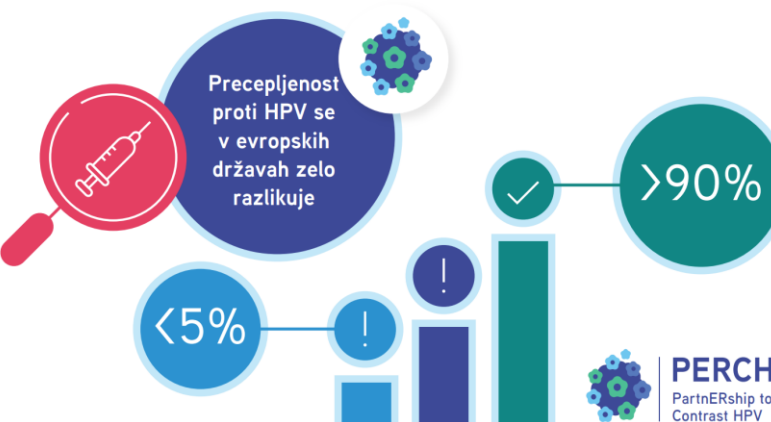 Precepljenost
proti HPV se
v evropskih
državah zelo
razlikuje
>90%
!
<5%
!
PERCH
PartnERship to
Contrast HPV